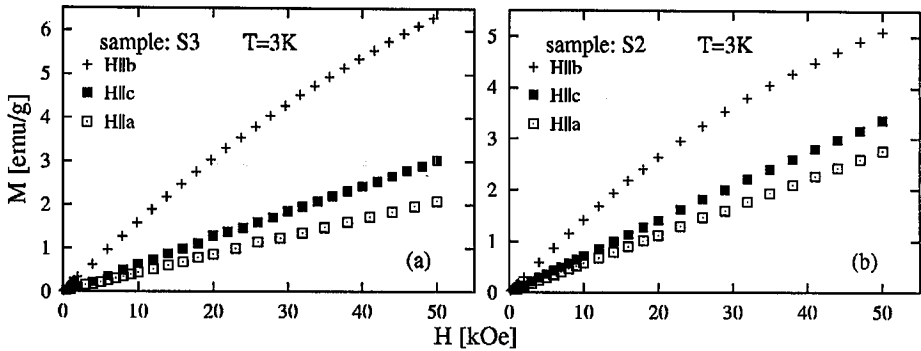 sample: S3 T=3K
H||b
H||c
H||a
(a)
M [emu/g]
6
5
4
3
2
1
0
0 10 20 30 40 50
sample: S2 T=3K
H||b
H||c
H||a
(b)
5
4
3
2
1
0
0 10 20 30 40 50
H [kOe]